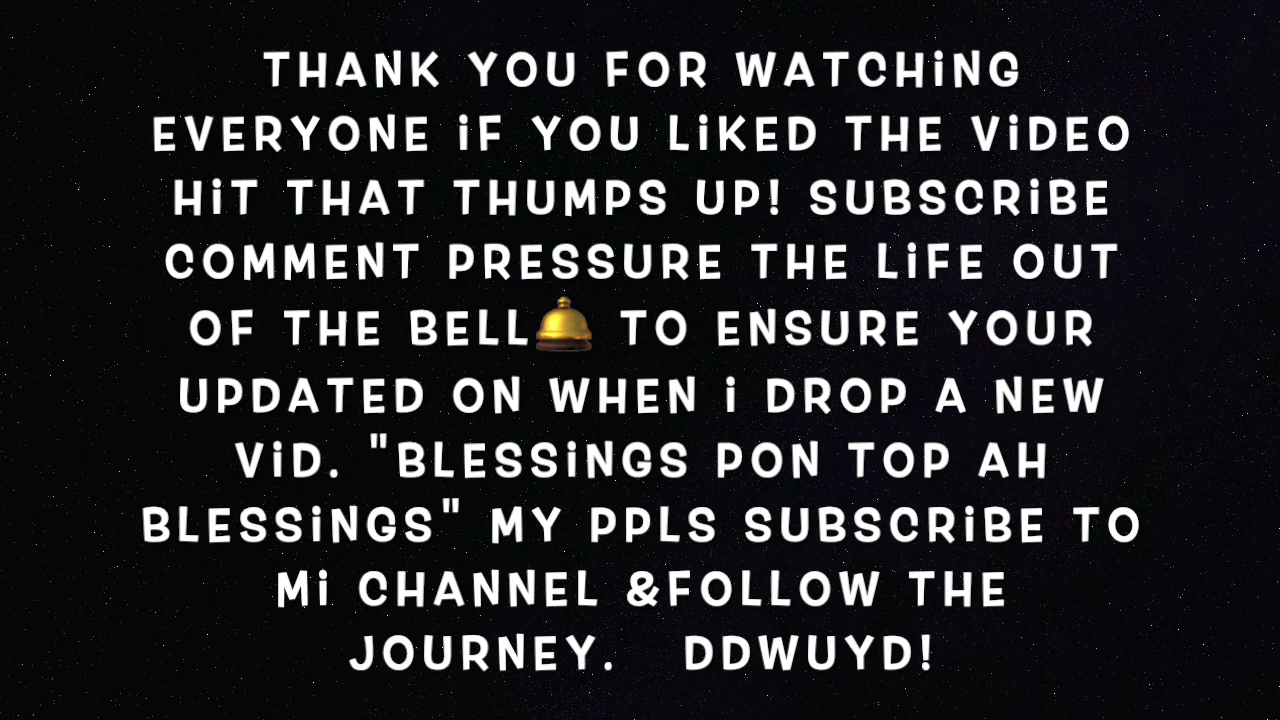 THANK YOU FOR WATCHiNG
EVERYONE iF YOU LiKED THE ViDEO
HiT THAT THUMPS UP! SUBSCRiBE
COMMENT PRESSURE THE LiFE OUT
OF THE BELL🛎 TO ENSURE YOUR
UPDATED ON WHEN i DROP A NEW
ViD. "BLESSiNGS PON TOP AH
BLESSiNGS" MY PPLS SUBSCRiBE TO
Mi CHANNEL &FOLLOW THE
JOURNEY. DDWUYD!